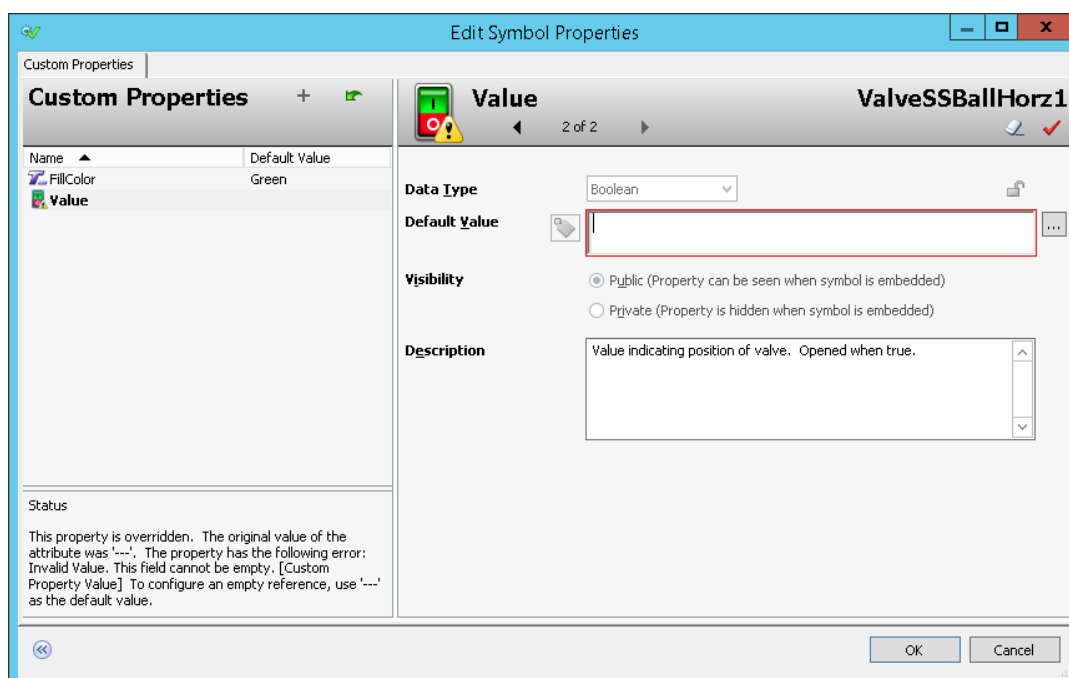 Edit Symbol Properties
Custom Properties
Custom Properties
Name
Default Value
FillColor
Green
Value
Status
This property is overridden. The original value of the
attribute was '---'. The property has the following error:
Invalid Value. This field cannot be empty. [Custom
Property Value] To configure an empty reference, use '---'
as the default value.
Value
ValveSSBallHorz1
2 of 2
Data Type
Boolean
Default Value
...
Visibility
Public (Property can be seen when symbol is embedded)
Private (Property is hidden when symbol is embedded)
Description
Value indicating position of valve. Opened when true.
OK
Cancel